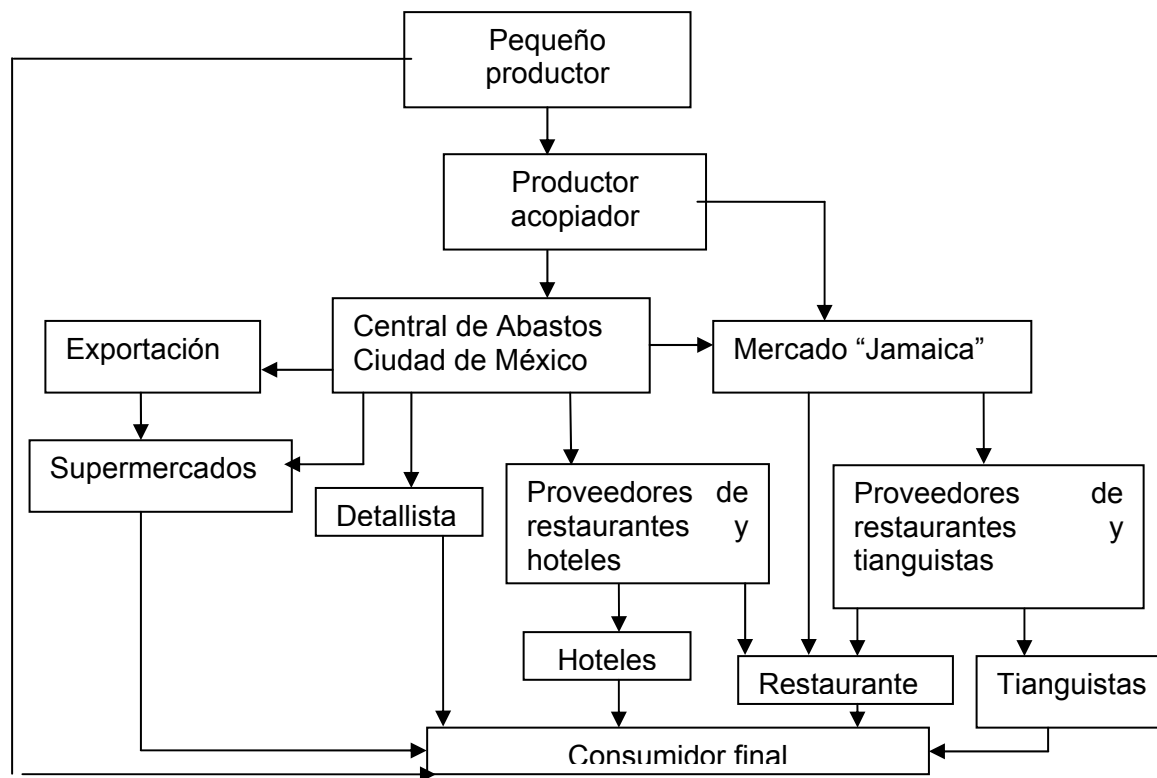 Pequeño
productor
Productor
acopiador
Central de Abastos
Ciudad de México
Exportación
Mercado “Jamaica”
Supermercados
Detallista
Proveedores de
restaurantes y
hoteles
Proveedores de
restaurantes y
tianguistas
Hoteles
Restaurante
Tianguistas
Consumidor final